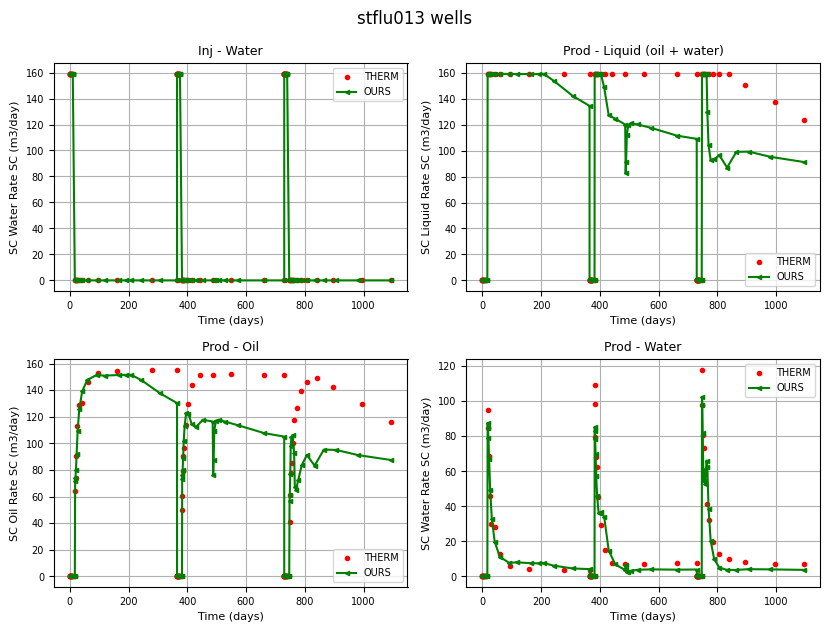 stflu013 wells
Inj - Water
SC Water Rate SC (m3/day)
160
140
120
100
80
60
40
20
0
0 200 400 600 800 1000
Time (days)
THERM
OURS
Prod - Liquid (oil + water)
SC Liquid Rate SC (m3/day)
160
140
120
100
80
60
40
20
0
0 200 400 600 800 1000
Time (days)
THERM
OURS
Prod - Oil
SC Oil Rate SC (m3/day)
160
140
120
100
80
60
40
20
0
0 200 400 600 800 1000
Time (days)
THERM
OURS
Prod - Water
SC Water Rate SC (m3/day)
120
100
80
60
40
20
0
0 200 400 600 800 1000
Time (days)
THERM
OURS